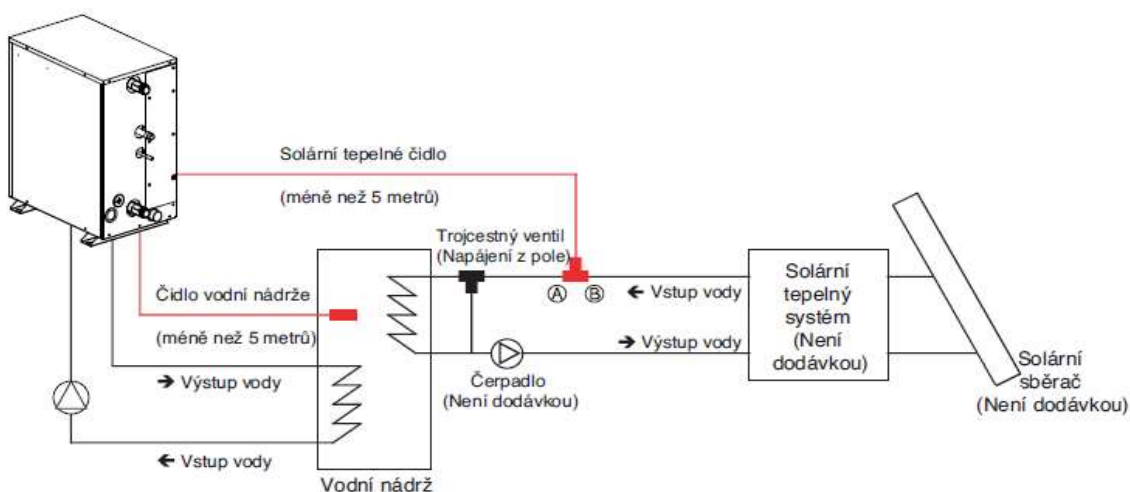 Solární tepelné čidlo
(méně než 5 metrů)
Trojcestný ventil
(Napájení z pole)
Ⓐ Ⓑ
← Vstup vody
Solární
tepelný
systém
(Není
dodávkou)
Čidlo vodní nádrže
(méně než 5 metrů)
→ Výstup vody
→ Výstup vody
Čerpadlo
(Není dodávkou)
Solární
sběrač
(Není dodávkou)
← Vstup vody
Vodní nádrž